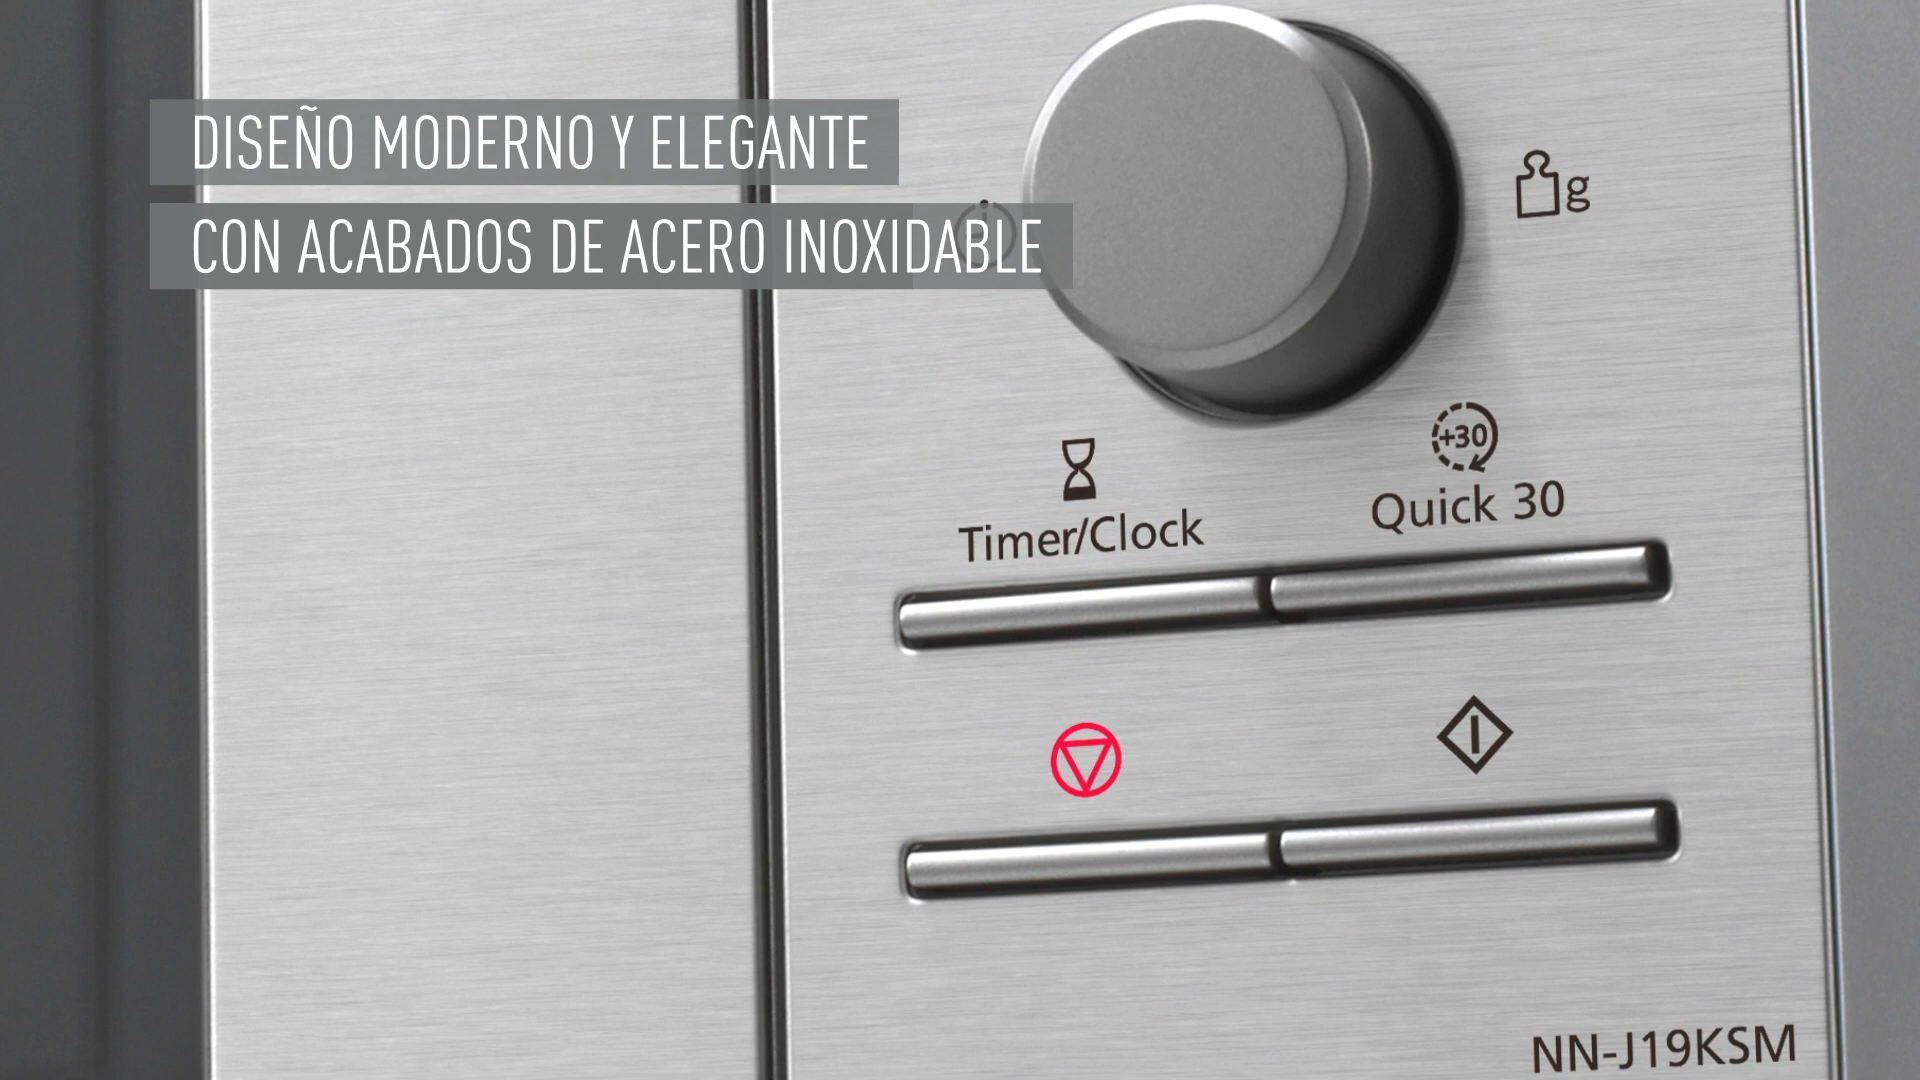 DISEÑO MODERNO Y ELEGANTE
CON ACABADOS DE ACERO INOXIDABLE
g
+30
Timer/Clock
Quick 30
NN-J19KSM